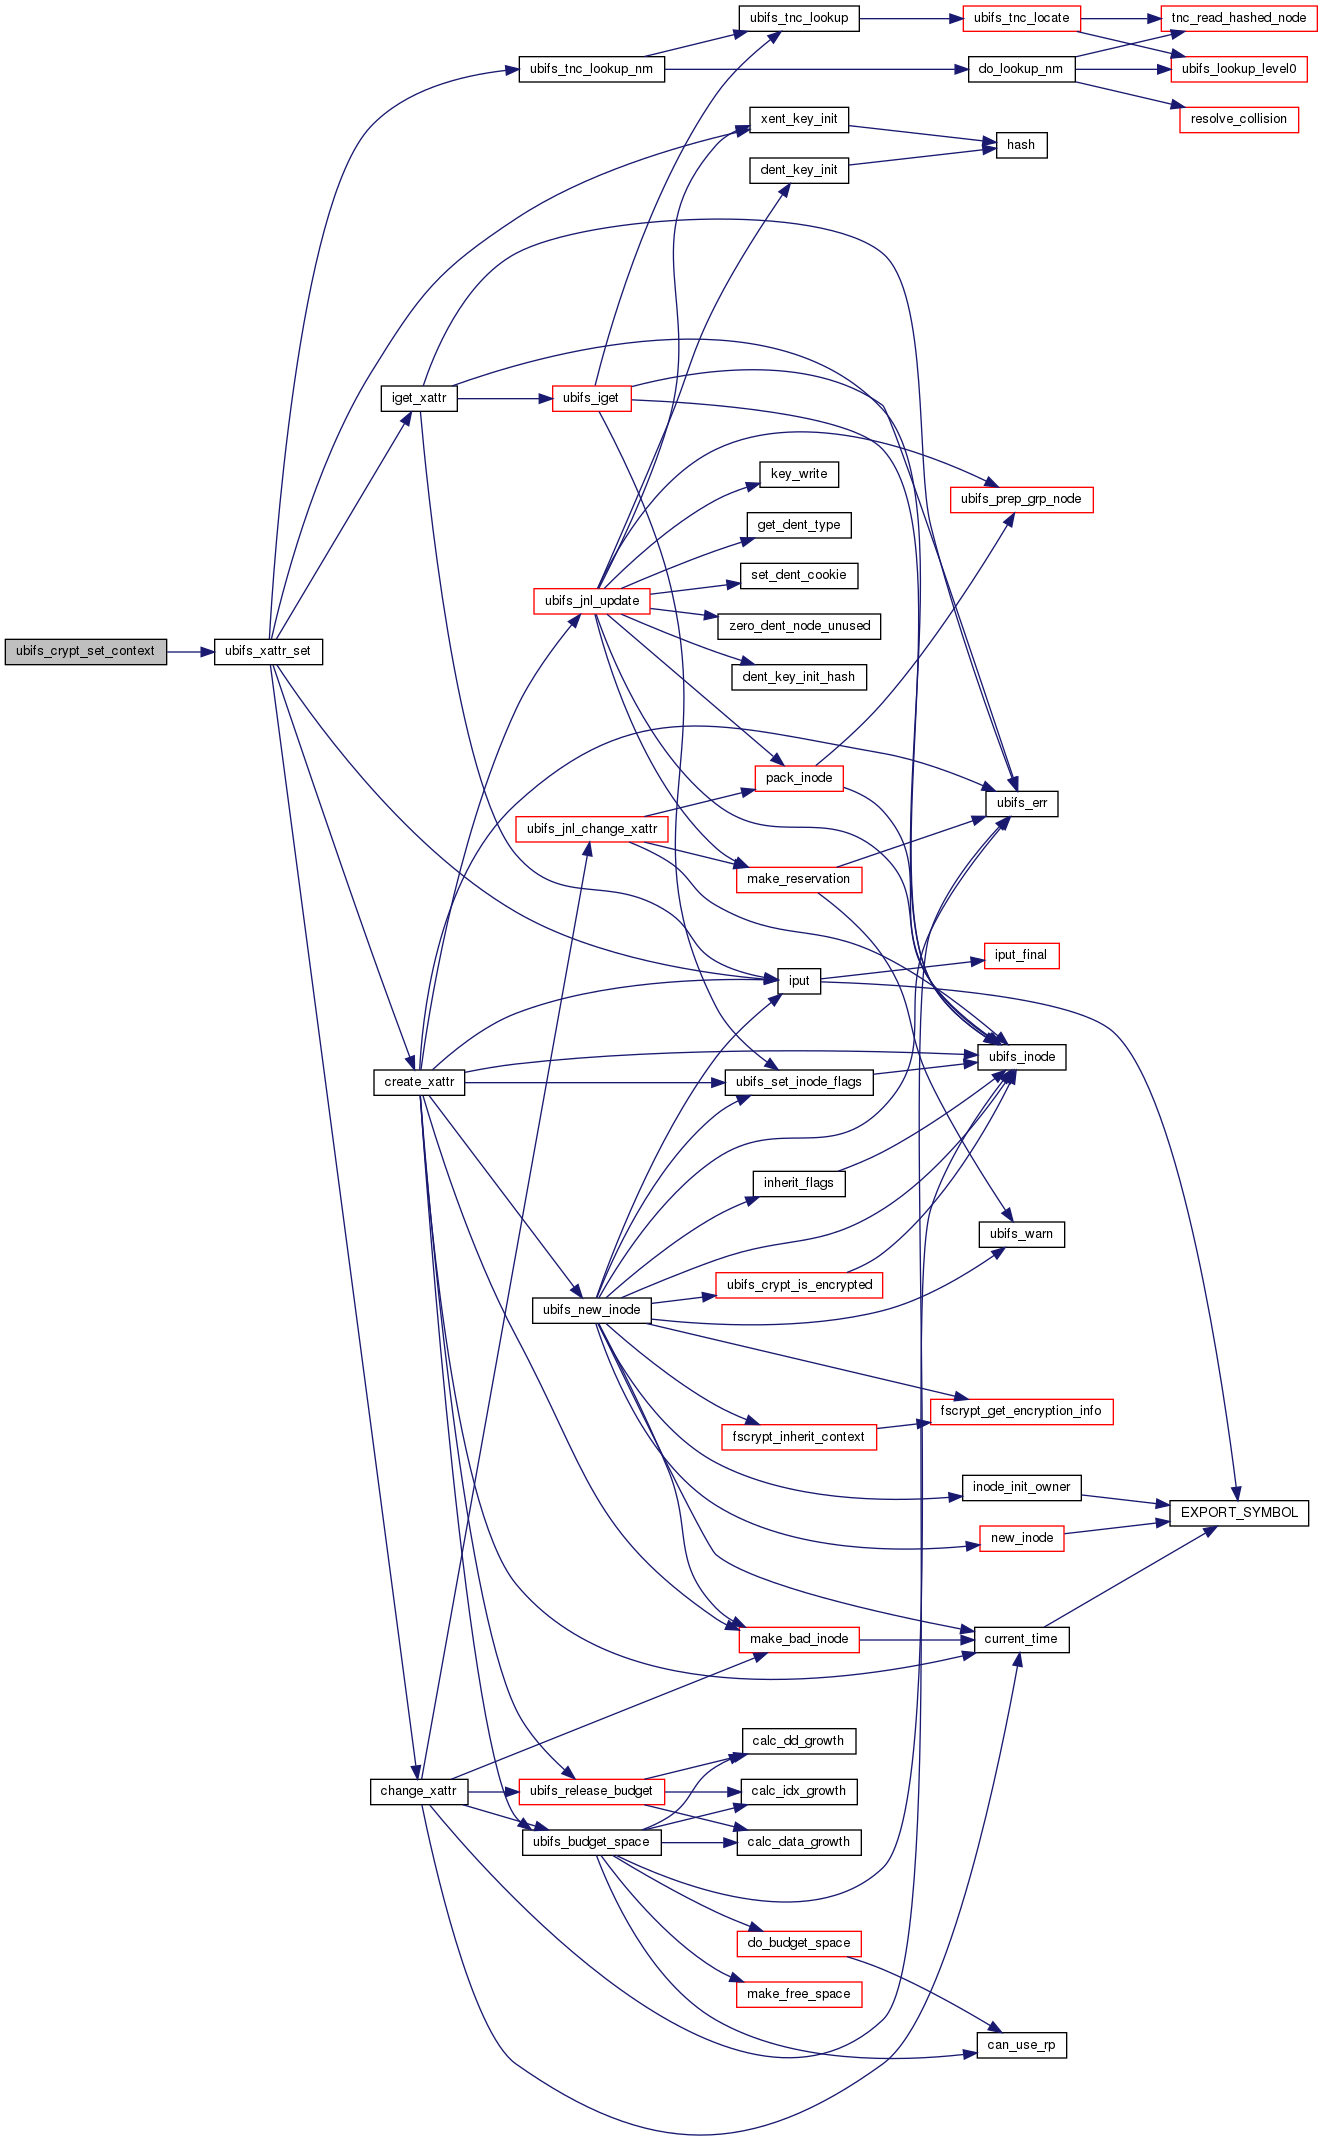 ubifs_tnc_lookup
ubifs_tnc_locate
tnc_read_hashed_node
ubifs_tnc_lookup_nm
do_lookup_nm
ubifs_lookup_level0
xent_key_init
resolve_collision
hash
dent_key_init
iget_xattr
ubifs_iget
key_write
ubifs_prep_grp_node
get_dent_type
set_dent_cookie
ubifs_jnl_update
zero_dent_node_unused
ubifs_crypt_set_context
ubifs_xattr_set
dent_key_init_hash
pack_inode
ubifs_err
ubifs_jnl_change_xattr
make_reservation
iput_final
iput
ubifs_inode
create_xattr
ubifs_set_inode_flags
inherit_flags
ubifs_warn
ubifs_crypt_is_encrypted
ubifs_new_inode
fscrypt_get_encryption_info
fscrypt_inherit_context
inode_init_owner
EXPORT_SYMBOL
new_inode
make_bad_inode
current_time
calc_dd_growth
change_xattr
ubifs_release_budget
calc_idx_growth
ubifs_budget_space
calc_data_growth
do_budget_space
make_free_space
can_use_rp